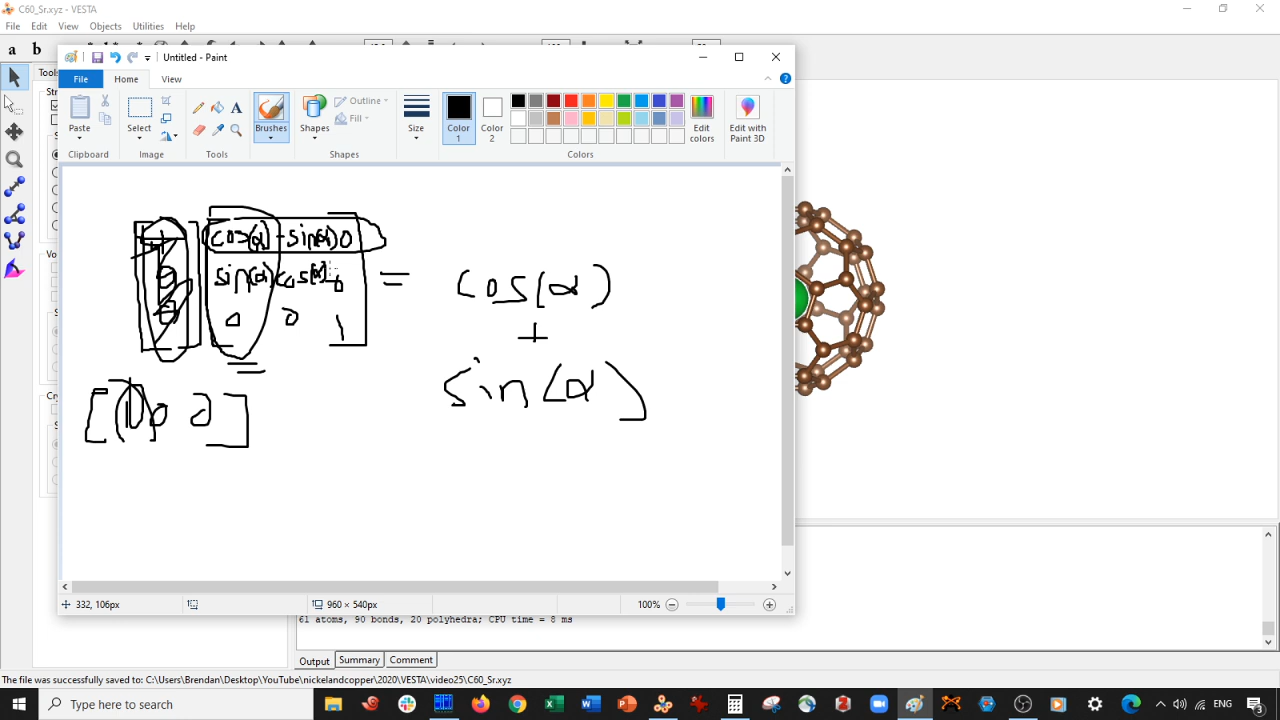 C60_Sr.xyz - VESTA
File Edit View Objects Utilities Help
a b
Untitled - Paint
File Home View
Paste Select Brushes Shapes Outline Fill Size Color 1 Color 2 Edit colors Edit with Paint 3D
Clipboard Image Tools Shapes Colors
cos(α) -sin(α) 0
sin(α) cos(α) 0
0 0 1
=
cos(α)
+
sin(α)
[1 0 0]
332, 106px 960 × 540px 100%
61 atoms, 90 bonds, 20 polyhedra; CPU time = 8 ms
Output Summary Comment
The file was successfully saved to: C:\Users\Brendan\Desktop\YouTube\nickelandcopper\2020\VESTA\video25\C60_Sr.xyz
Type here to search
ENG